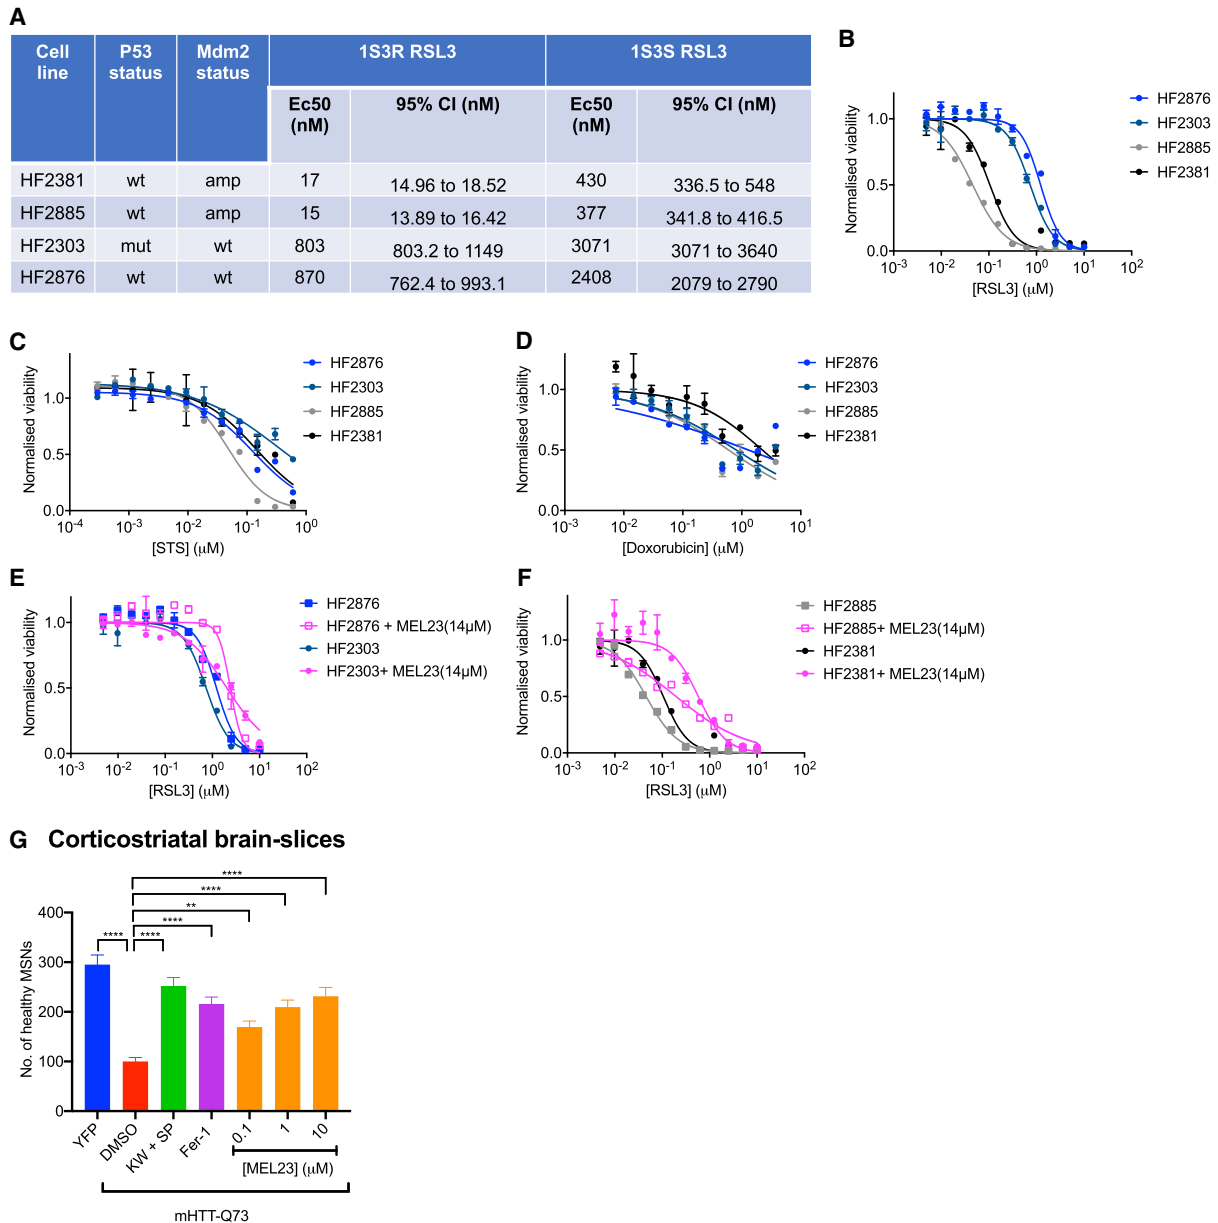 A
Cell line P53 status Mdm2 status 1S3R RSL3 1S3S RSL3
Ec50 (nM) 95% CI (nM) Ec50 (nM) 95% CI (nM)
HF2381 wt amp 17 14.96 to 18.52 430 336.5 to 548
HF2885 wt amp 15 13.89 to 16.42 377 341.8 to 416.5
HF2303 mut wt 803 803.2 to 1149 3071 3071 to 3640
HF2876 wt wt 870 762.4 to 993.1 2408 2079 to 2790
B
Normalised viability
1.0
0.5
0.0
10-3 10-2 10-1 100 101 102
[RSL3] (μM)
HF2876
HF2303
HF2885
HF2381
C
Normalised viability
1.0
0.5
0.0
10-4 10-3 10-2 10-1 100
[STS] (μM)
HF2876
HF2303
HF2885
HF2381
D
Normalised viability
1.0
0.5
0.0
10-3 10-2 10-1 100 101
[Doxorubicin] (μM)
HF2876
HF2303
HF2885
HF2381
E
Normalised viability
1.0
0.5
0.0
10-3 10-2 10-1 100 101 102
[RSL3] (μM)
HF2876
HF2876 + MEL23(14μM)
HF2303
HF2303+ MEL23(14μM)
F
Normalised viability
1.0
0.5
0.0
10-3 10-2 10-1 100 101 102
[RSL3] (μM)
HF2885
HF2885+ MEL23(14μM)
HF2381
HF2381+ MEL23(14μM)
G Corticostriatal brain-slices
****
****
**
****
**** ****
No. of healthy MSNs
400
300
200
100
0
YFP DMSO KW + SP Fer-1 0.1 1 10
[MEL23] (μM)
mHTT-Q73